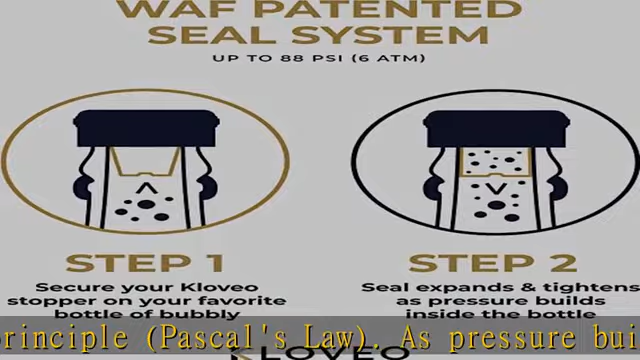 WAF PATENTED
SEAL SYSTEM
UP TO 88 PSI (6 ATM)
STEP 1
Secure your Kloveo
stopper on your favorite
bottle of bubbly
STEP 2
Seal expands & tightens
as pressure builds
inside the bottle
principle (Pascal's Law). As pressure bui
KLOVEO